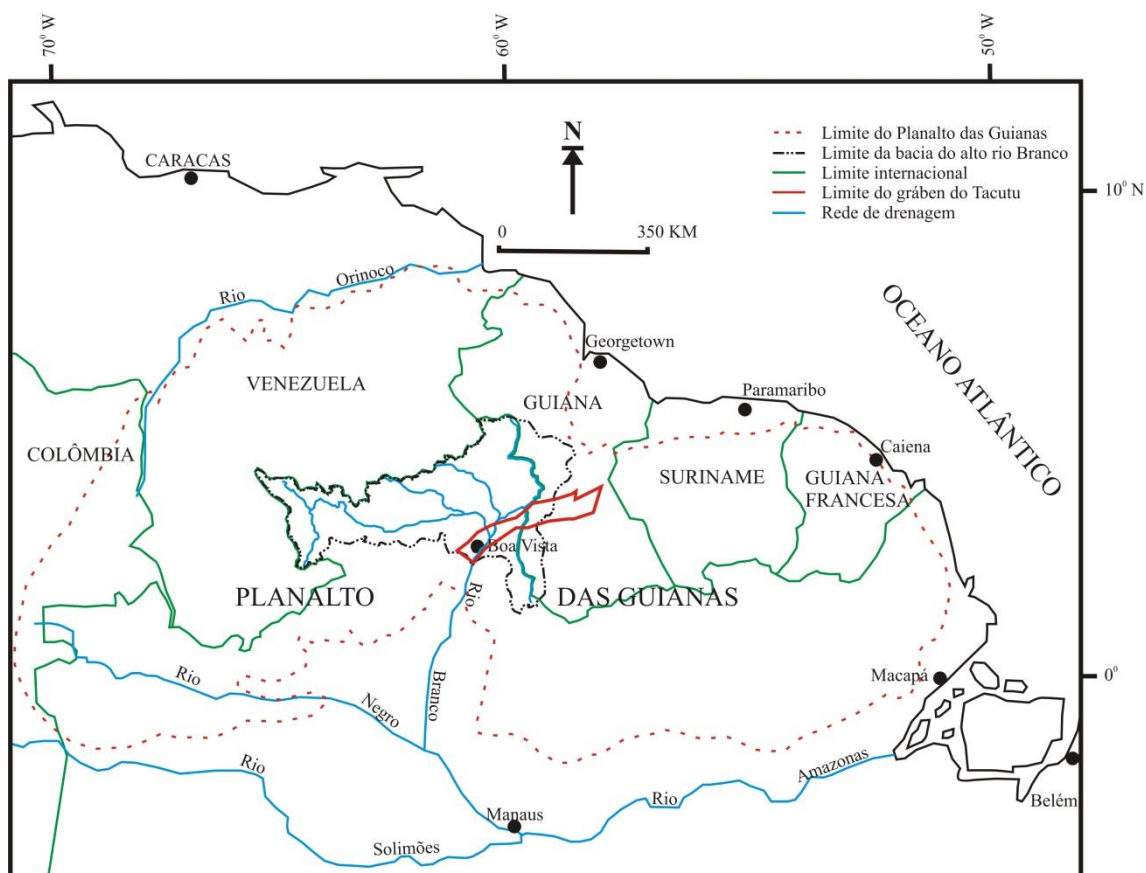 70° W
60° W
50° W
N
Limite do Planalto das Guianas
Limite da bacia do alto rio Branco
Limite internacional
Limite do gráben do Tacutu
Rede de drenagem
CARACAS
10° N
0
350 KM
Rio
Orinoco
OCEANO ATLÂNTICO
Georgetown
VENEZUELA
Paramaribo
GUIANA
COLÔMBIA
Caiena
SURINAME
GUIANA
FRANCESA
Boa Vista
PLANALTO
DAS GUIANAS
Rio
Branco
Rio
Negro
Macapá
0°
Rio
Solimões
Manaus
Rio
Amazonas
Belém